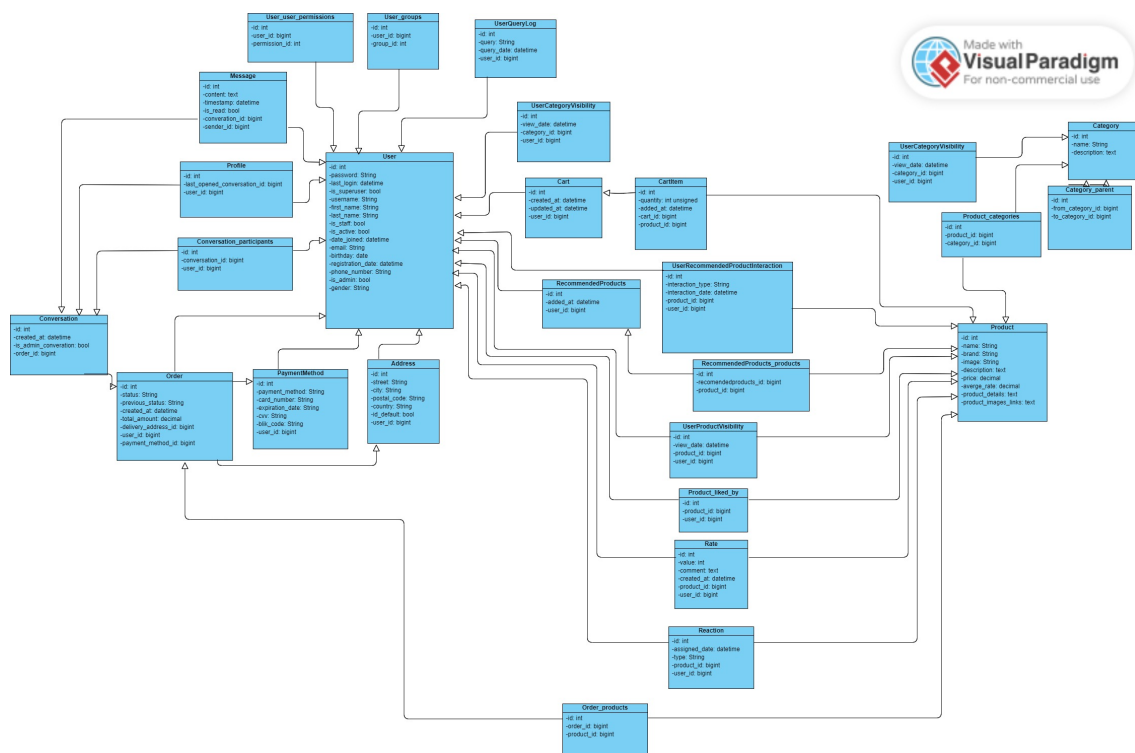 User_user_permissions
-id: int
-user_id: bigint
-permission_id: int
User_groups
-id: int
-user_id: bigint
-group_id: int
UserQueryLog
-id: int
-query: String
-query_date: datetime
-user_id: bigint
Made with
VisualParadigm
For non-commercial use
Message
-id: int
-content: text
-timestamp: datetime
-is_read: bool
-converation_id: bigint
-sender_id: bigint
UserCategoryVisibility
-id: int
-view_date: datetime
-category_id: bigint
-user_id: bigint
Category
-id: int
-name: String
-description: text
UserCategoryVisibility
-id: int
-view_date: datetime
-category_id: bigint
-user_id: bigint
User
-id: int
-password: String
-last_login: datetime
-is_superuser: bool
-username: String
-first_name: String
-last_name: String
-is_staff: bool
-is_active: bool
-date_joined: datetime
-email: String
-birthday: date
-registration_date: datetime
-phone_number: String
-is_admin: bool
-gender: String
Profile
-id: int
-last_opened_conversation_id: bigint
-user_id: bigint
Cart
-id: int
-created_at: datetime
-updated_at: datetime
-user_id: bigint
CartItem
-id: int
-quantity: int unsigned
-added_at: datetime
-cart_id: bigint
-product_id: bigint
Category_parent
-id: int
-from_category_id: bigint
-to_category_id: bigint
Product_categories
-id: int
-product_id: bigint
-category_id: bigint
Conversation_participants
-id: int
-conversation_id: bigint
-user_id: bigint
UserRecommendedProductInteraction
-id: int
-interaction_type: String
-interaction_date: datetime
-product_id: bigint
-user_id: bigint
RecommendedProducts
-id: int
-added_at: datetime
-user_id: bigint
Conversation
-id: int
-created_at: datetime
-is_admin_converation: bool
-order_id: bigint
Product
-id: int
-name: String
-brand: String
-image: String
-description: text
-price: decimal
-averge_rate: decimal
-product_details: text
-product_images_links: text
Order
-id: int
-status: String
-previous_status: String
-created_at: datetime
-total_amount: decimal
-delivery_address_id: bigint
-user_id: bigint
-payment_method_id: bigint
PaymentMethod
-id: int
-payment_method: String
-card_number: String
-expiration_date: String
-cvv: String
-blik_code: String
-user_id: bigint
Address
-id: int
-street: String
-city: String
-postal_code: String
-country: String
-id_default: bool
-user_id: bigint
RecommendedProducts_products
-id: int
-recomendedproducts_id: bigint
-product_id: bigint
UserProductVisibility
-id: int
-view_date: datetime
-product_id: bigint
-user_id: bigint
Product_liked_by
-id: int
-product_id: bigint
-user_id: bigint
Rate
-id: int
-value: int
-comment: text
-created_at: datetime
-product_id: bigint
-user_id: bigint
Reaction
-id: int
-assigned_date: datetime
-type: String
-product_id: bigint
-user_id: bigint
Order_products
-id: int
-order_id: bigint
-product_id: bigint